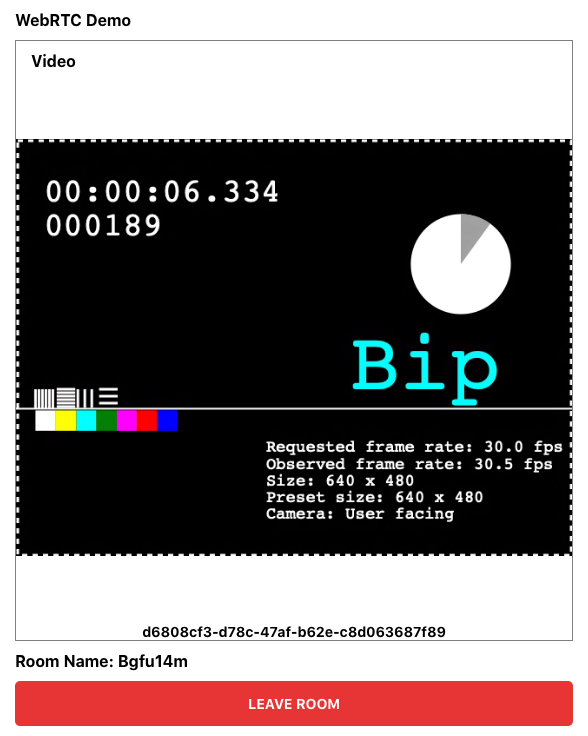 WebRTC Demo
Video
00:00:06.334
000189
Bip
Requested frame rate: 30.0 fps
Observed frame rate: 30.5 fps
Size: 640 x 480
Preset size: 640 x 480
Camera: User facing
d6808cf3-d78c-47af-b62e-c8d063687f89
Room Name: Bgfu14m
LEAVE ROOM